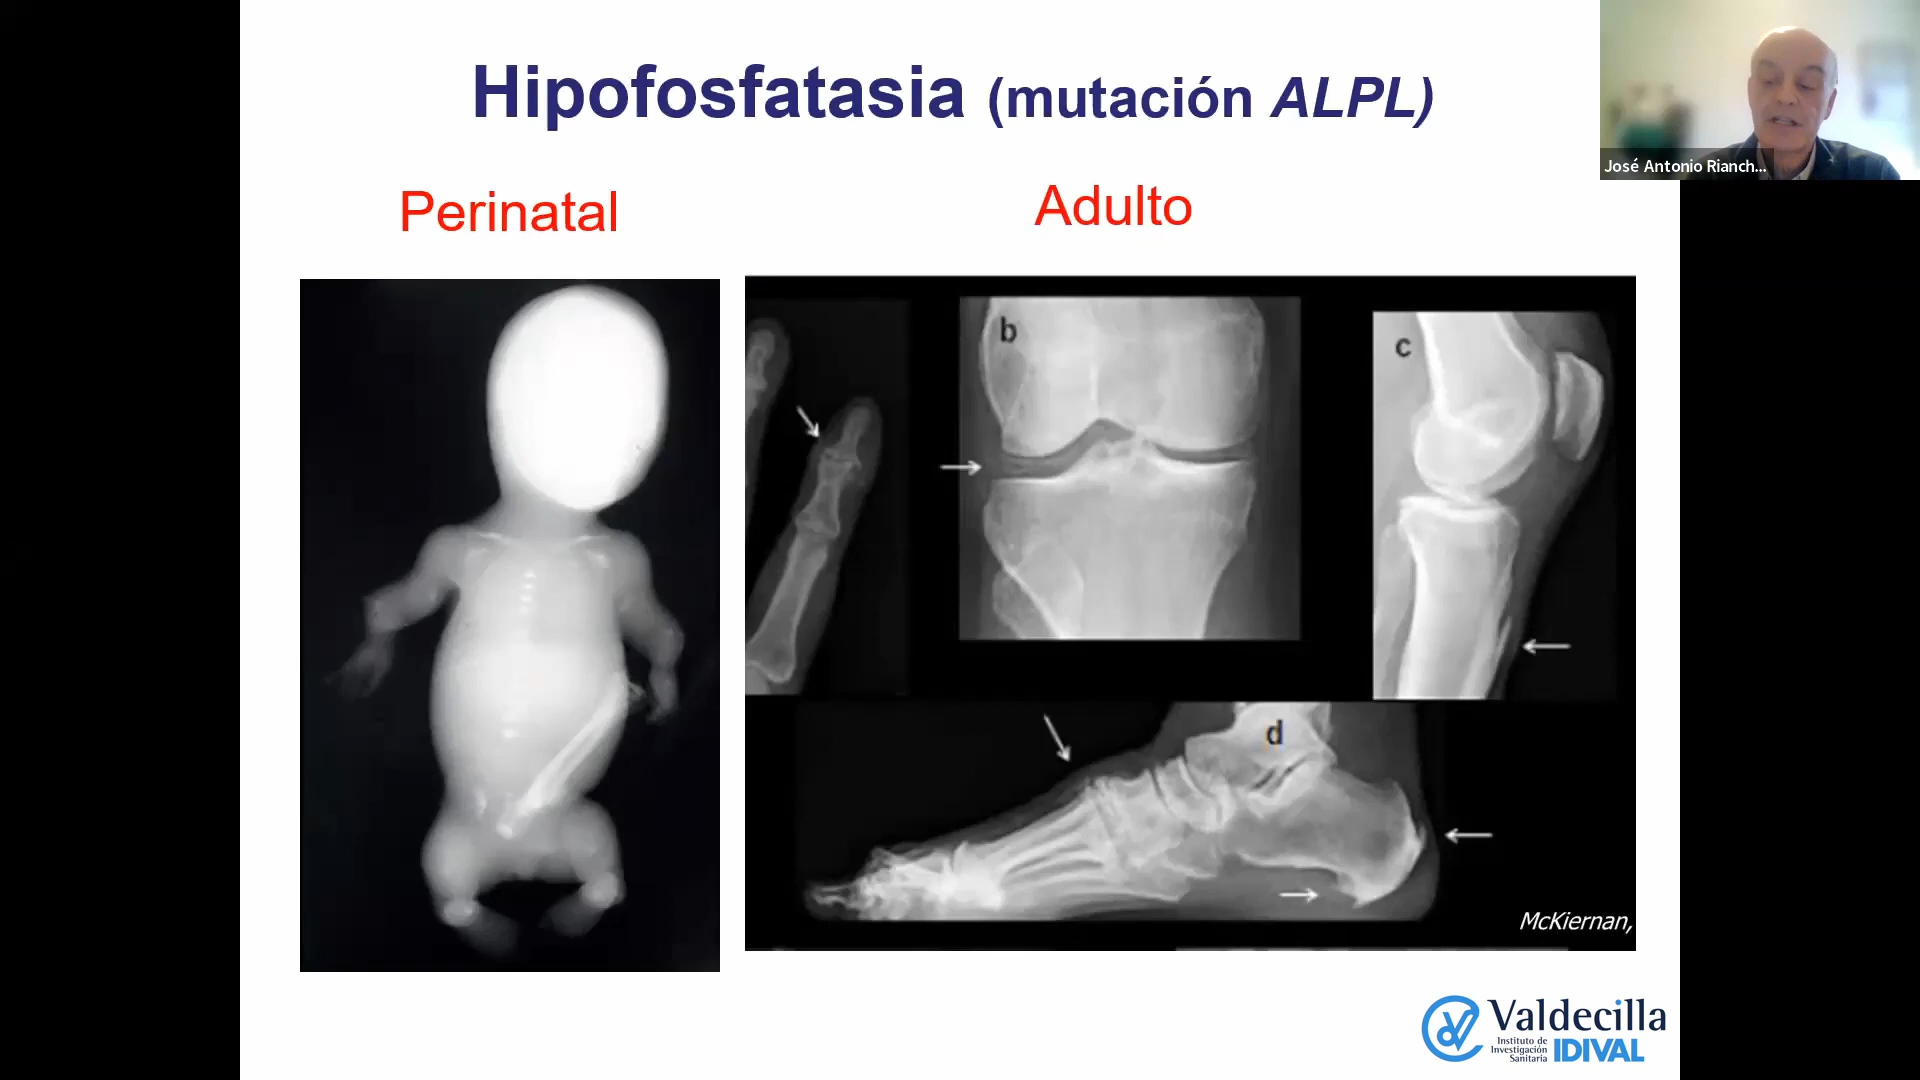 Hipofosfatasia (mutación ALPL)
José Antonio Rianch...
Perinatal
Adulto
b
c
d
McKiernan,
Valdecilla
Instituto de
Investigación
Sanitaria
IDIVAL